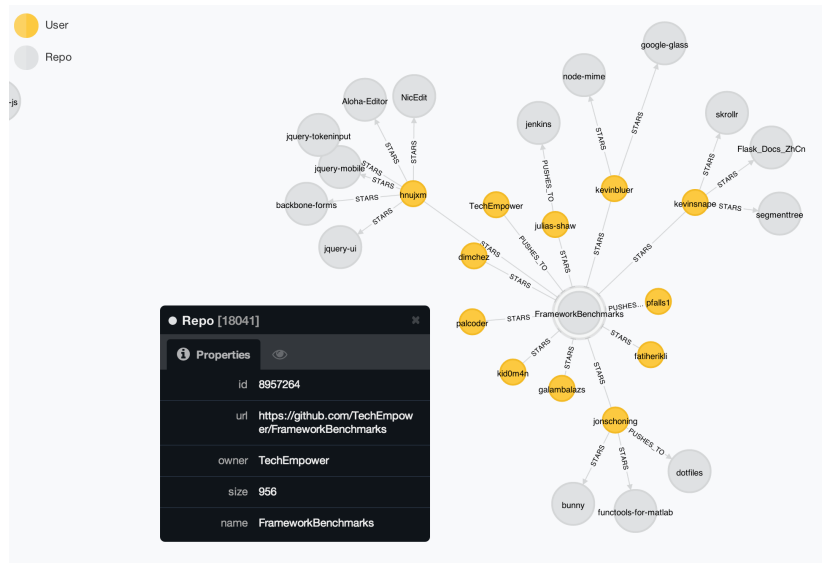 User
Repo
-js
google-glass
node-mime
STARS
STARS
Aloha-Editor
NicEdit
skrollr
jenkins
jquery-tokeninput
STARS
STARS
STARS
Flask_Docs_ZhCn
jquery-mobile
STARS
STARS
PUSHES_TO
STARS
kevinbluer
hnujxm
STARS
backbone-forms
STARS
TechEmpower
kevinsnape
STARS
segmenttree
STARS
julias-shaw
jquery-ui
STARS
PUSHES_TO
STARS
STARS
STARS
dimchez
STARS
FrameworkBenchmarks
PUSHES...
pfalls1
palcoder
STARS
STARS
STARS
STARS
fatiherikli
kid0m4n
STARS
galambalazs
jonschoning
PUSHES_TO
STARS
STARS
dotfiles
bunny
functools-for-matlab
Repo [18041]
Properties
id 8957264
url https://github.com/TechEmpow
er/FrameworkBenchmarks
owner TechEmpower
size 956
name FrameworkBenchmarks